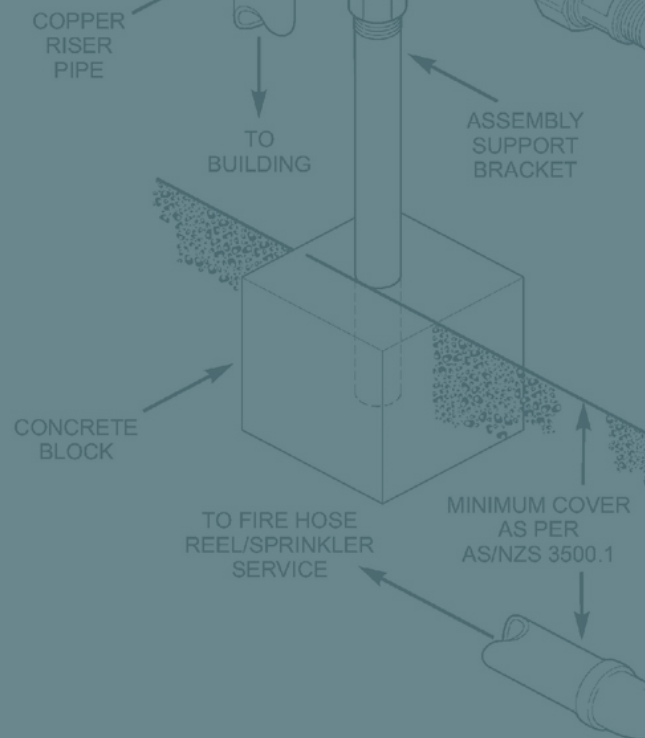 COPPER
RISER
PIPE
TO
BUILDING
ASSEMBLY
SUPPORT
BRACKET
CONCRETE
BLOCK
TO FIRE HOSE
REEL/SPRINKLER
SERVICE
MINIMUM COVER
AS PER
AS/NZS 3500.1